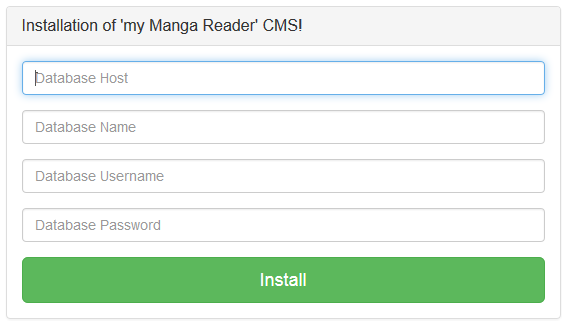 Installation of 'my Manga Reader' CMS!
Database Host
Database Name
Database Username
Database Password
Install